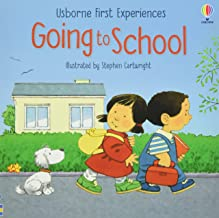 Usborne First Experiences
Going to School
Illustrated by Stephen Cartwright